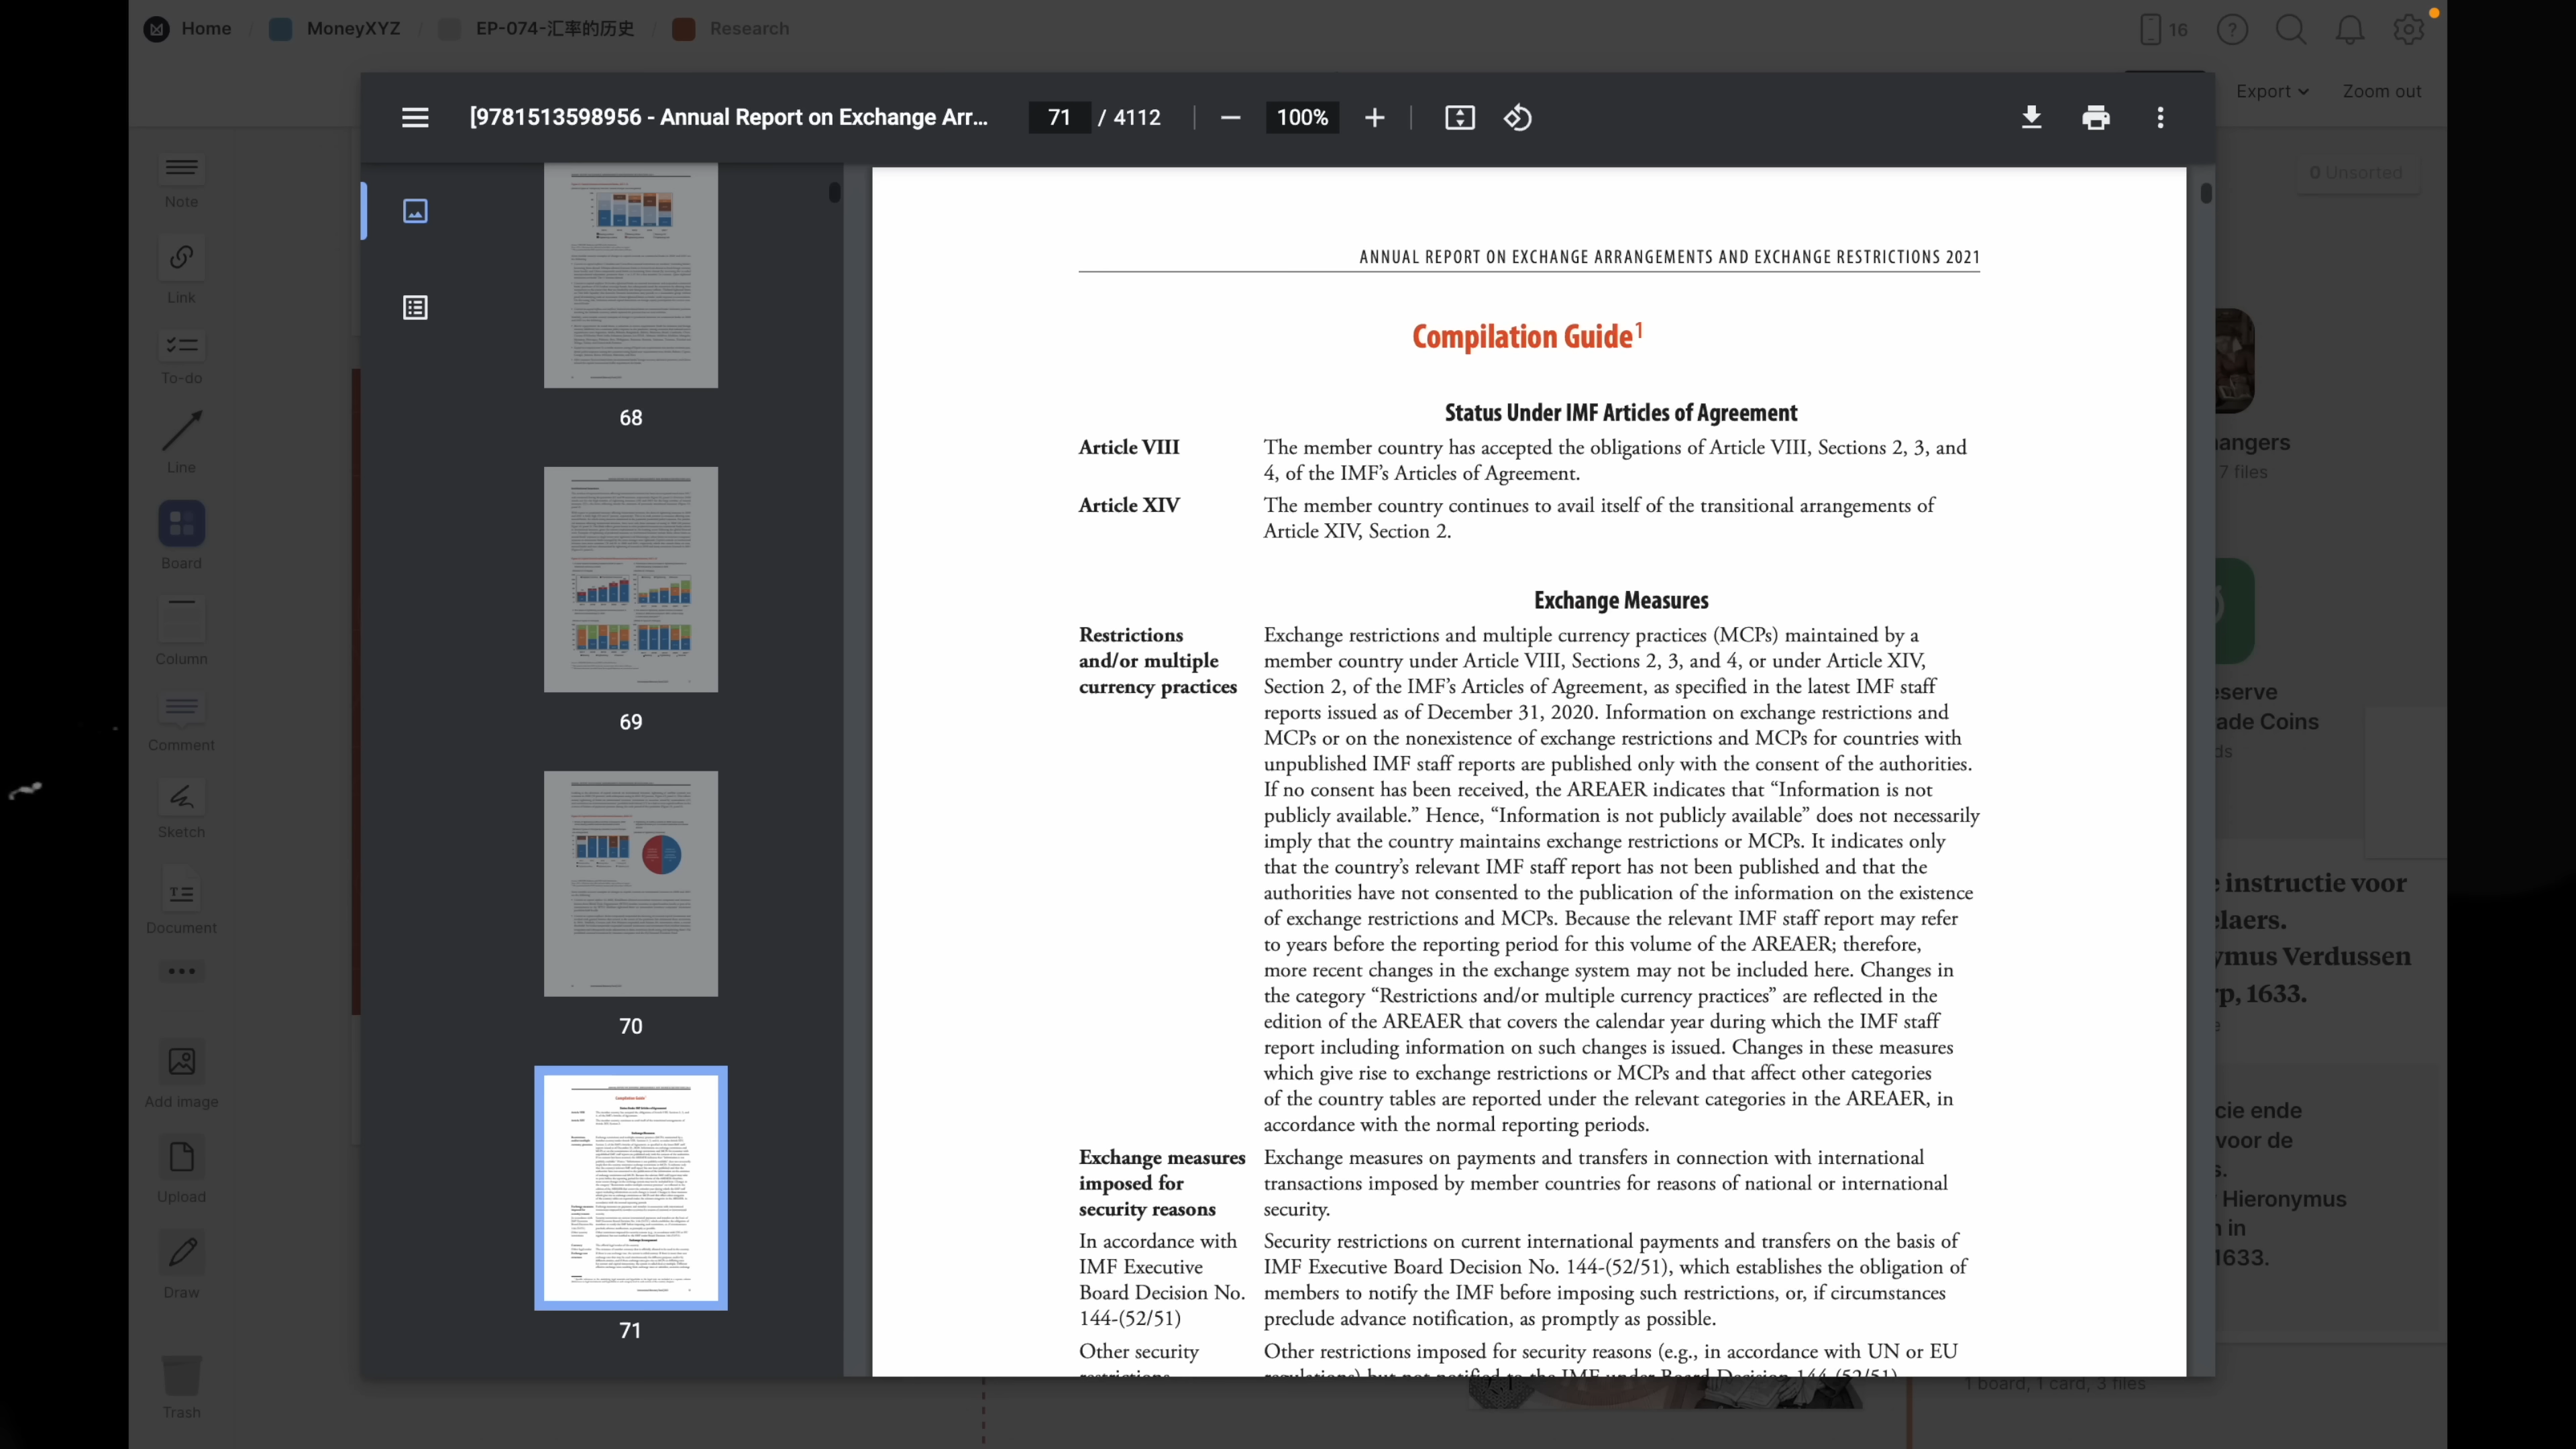 Home
MoneyXYZ
EP-074-汇率的历史
Research
16
Export
Zoom out
[9781513598956 - Annual Report on Exchange Arr...
71 / 4112
100%
0 Unsorted
Note
Link
To-do
Line
Board
Column
Comment
Sketch
Document
Add image
Upload
Draw
Trash
68
69
70
71
ANNUAL REPORT ON EXCHANGE ARRANGEMENTS AND EXCHANGE RESTRICTIONS 2021
Compilation Guide1
Status Under IMF Articles of Agreement
Article VIII
The member country has accepted the obligations of Article VIII, Sections 2, 3, and
4, of the IMF's Articles of Agreement.
Article XIV
The member country continues to avail itself of the transitional arrangements of
Article XIV, Section 2.
Exchange Measures
Restrictions
and/or multiple
currency practices
Exchange restrictions and multiple currency practices (MCPs) maintained by a
member country under Article VIII, Sections 2, 3, and 4, or under Article XIV,
Section 2, of the IMF's Articles of Agreement, as specified in the latest IMF staff
reports issued as of December 31, 2020. Information on exchange restrictions and
MCPs or on the nonexistence of exchange restrictions and MCPs for countries with
unpublished IMF staff reports are published only with the consent of the authorities.
If no consent has been received, the AREAER indicates that “Information is not
publicly available.” Hence, “Information is not publicly available” does not necessarily
imply that the country maintains exchange restrictions or MCPs. It indicates only
that the country's relevant IMF staff report has not been published and that the
authorities have not consented to the publication of the information on the existence
of exchange restrictions and MCPs. Because the relevant IMF staff report may refer
to years before the reporting period for this volume of the AREAER; therefore,
more recent changes in the exchange system may not be included here. Changes in
the category “Restrictions and/or multiple currency practices” are reflected in the
edition of the AREAER that covers the calendar year during which the IMF staff
report including information on such changes is issued. Changes in these measures
which give rise to exchange restrictions or MCPs and that affect other categories
of the country tables are reported under the relevant categories in the AREAER, in
accordance with the normal reporting periods.
Exchange measures
imposed for
security reasons
Exchange measures on payments and transfers in connection with international
transactions imposed by member countries for reasons of national or international
security.
In accordance with
IMF Executive
Board Decision No.
144-(52/51)
Security restrictions on current international payments and transfers on the basis of
IMF Executive Board Decision No. 144-(52/51), which establishes the obligation of
members to notify the IMF before imposing such restrictions, or, if circumstances
preclude advance notification, as promptly as possible.
Other security
restrictions
Other restrictions imposed for security reasons (e.g., in accordance with UN or EU
regulations) but not notified to the IMF under Board Decision 144-(52/51)
angers
7 files
serve
ade Coins
ds
instructie voor
laers.
ymus Verdussen
p, 1633.
cie ende
voor de
s.
Hieronymus
n in
1633.
1 board, 1 card, 3 files